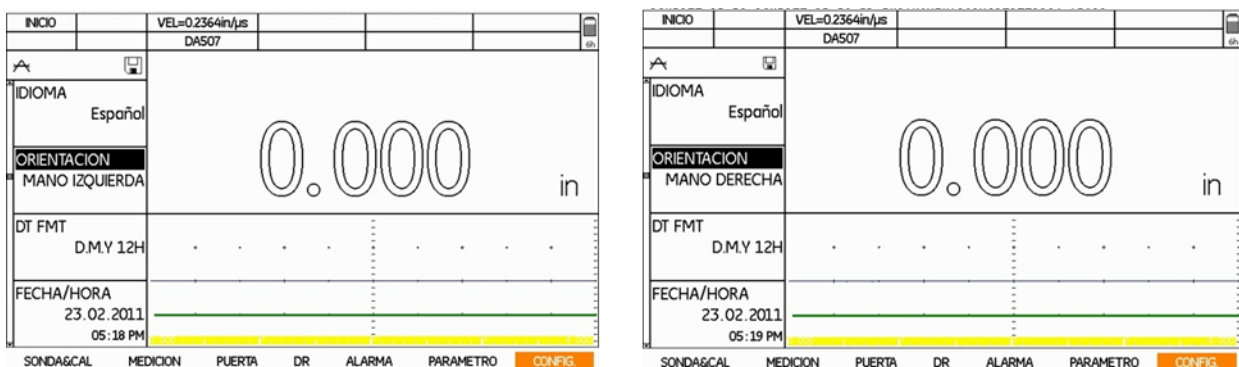 INICIO VEL=0.2364in/µs
DA507
6h
IDIOMA
Español
ORIENTACION
MANO IZQUIERDA
0.000 in
DT FMT
D.M.Y 12H
FECHA/HORA
23.02.2011
05:18 PM
SONDA&CAL MEDICION PUERTA DR ALARMA PARAMETRO CONFIG.
INICIO VEL=0.2364in/µs
DA507
6h
IDIOMA
Español
ORIENTACION
MANO DERECHA
0.000 in
DT FMT
D.M.Y 12H
FECHA/HORA
23.02.2011
05:19 PM
SONDA&CAL MEDICION PUERTA DR ALARMA PARAMETRO CONFIG.